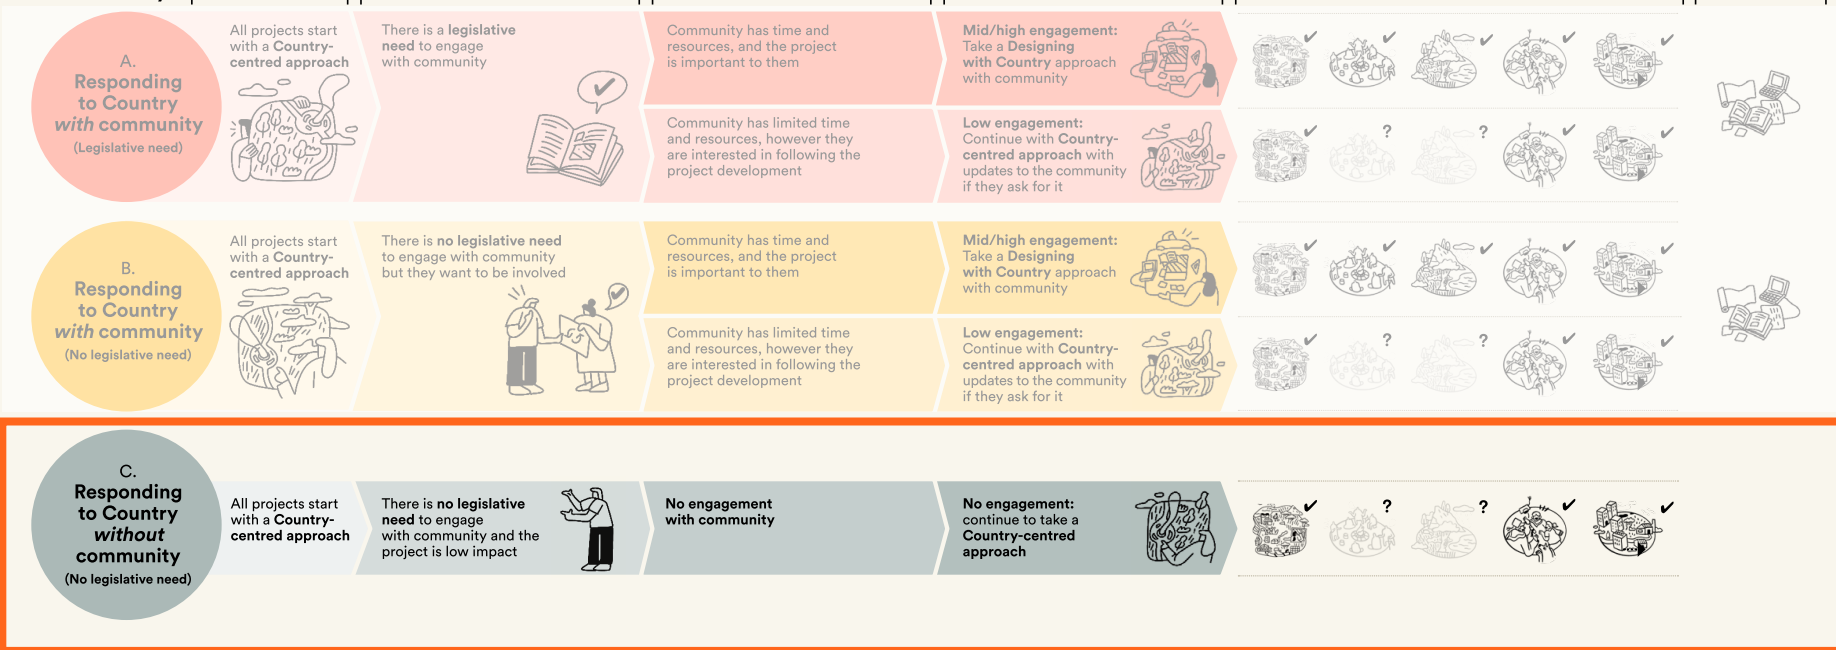 A.
Responding
to Country
with community
(Legislative need)
All projects start
with a Country-
centred approach
There is a legislative
need to engage
with community
Community has time and
resources, and the project
is important to them
Mid/high engagement:
Take a Designing
with Country approach
with community
Community has limited time
and resources, however they
are interested in following the
project development
Low engagement:
Continue with Country-
centred approach with
updates to the community
if they ask for it
? ?
B.
Responding
to Country
with community
(No legislative need)
All projects start
with a Country-
centred approach
There is no legislative need
to engage with community
but they want to be involved
Community has time and
resources, and the project
is important to them
Mid/high engagement:
Take a Designing
with Country approach
with community
Community has limited time
and resources, however they
are interested in following the
project development
Low engagement:
Continue with Country-
centred approach with
updates to the community
if they ask for it
? ?
C.
Responding
to Country
without
community
(No legislative need)
All projects start
with a Country-
centred approach
There is no legislative
need to engage
with community and the
project is low impact
No engagement
with community
No engagement:
continue to take a
Country-centred
approach
? ?